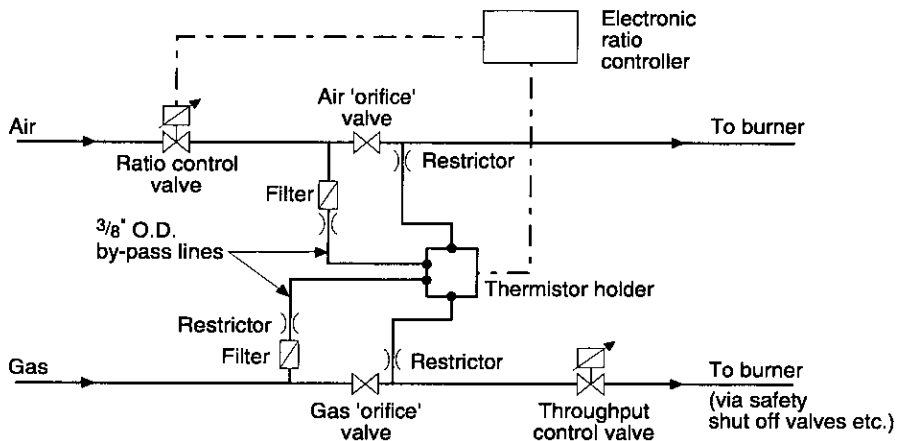 Electronic
ratio
controller
Air 'orifice'
valve
Air
To burner
Ratio control
valve
Restrictor
Filter
3/8" O.D.
by-pass lines
Thermistor holder
Restrictor
Filter
Restrictor
Gas
To burner
(via safety
shut off valves etc.)
Gas 'orifice'
valve
Throughput
control valve